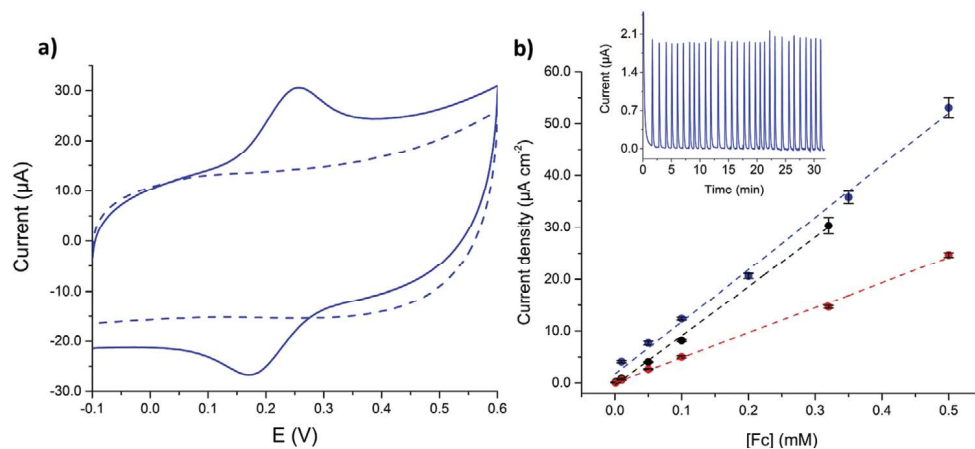 a)
30.0
20.0
10.0
0.0
-10.0
-20.0
-30.0
Current (µA)
-0.1 0.0 0.1 0.2 0.3 0.4 0.5 0.6
E (V)
b)
2.1
1.4
0.7
0.0
Current (µA)
0 5 10 15 20 25 30
Time (min)
60.0
50.0
40.0
30.0
20.0
10.0
0.0
Current density (µA cm⁻²)
0.0 0.1 0.2 0.3 0.4 0.5
[Fc] (mM)